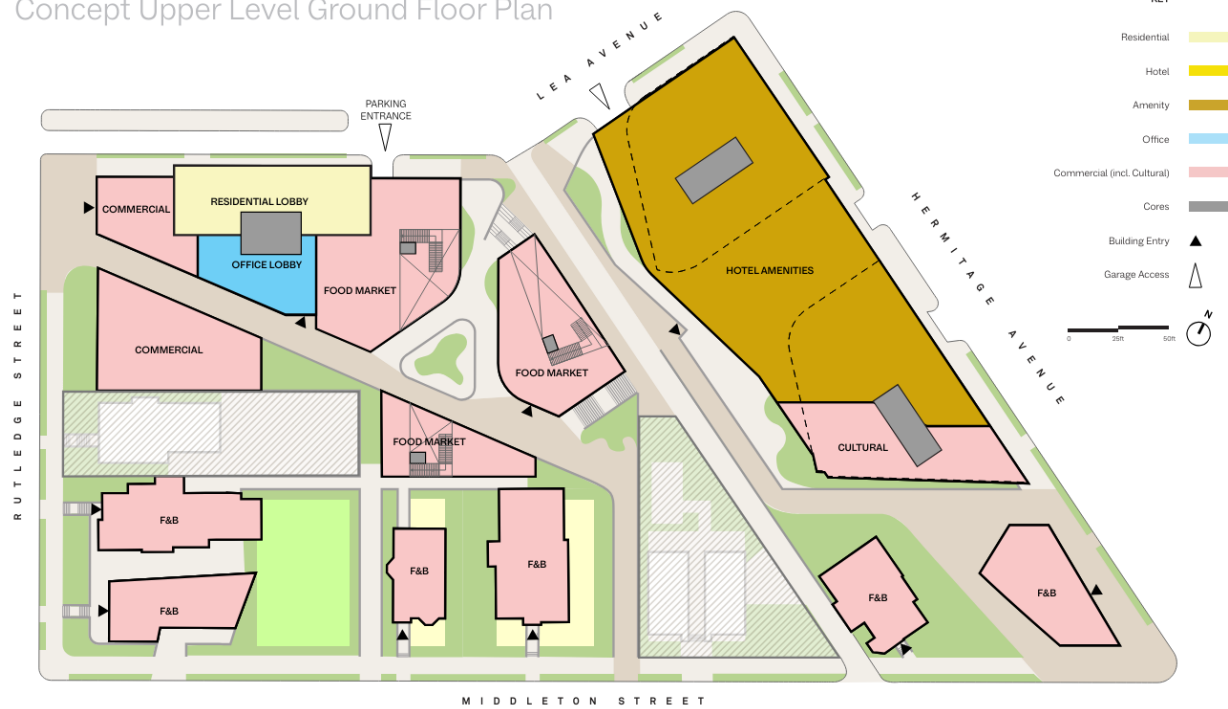 Concept Upper Level Ground Floor Plan
KEY
Residential
Hotel
Amenity
Office
Commercial (incl. Cultural)
Cores
Building Entry
Garage Access
N
0 25ft 50ft
LEA AVENUE
PARKING
ENTRANCE
HERMITAGE AVENUE
RUTLEDGE STREET
COMMERCIAL
RESIDENTIAL LOBBY
OFFICE LOBBY
FOOD MARKET
HOTEL AMENITIES
COMMERCIAL
FOOD MARKET
FOOD MARKET
CULTURAL
F&B
F&B
F&B
F&B
F&B
F&B
MIDDLETON STREET